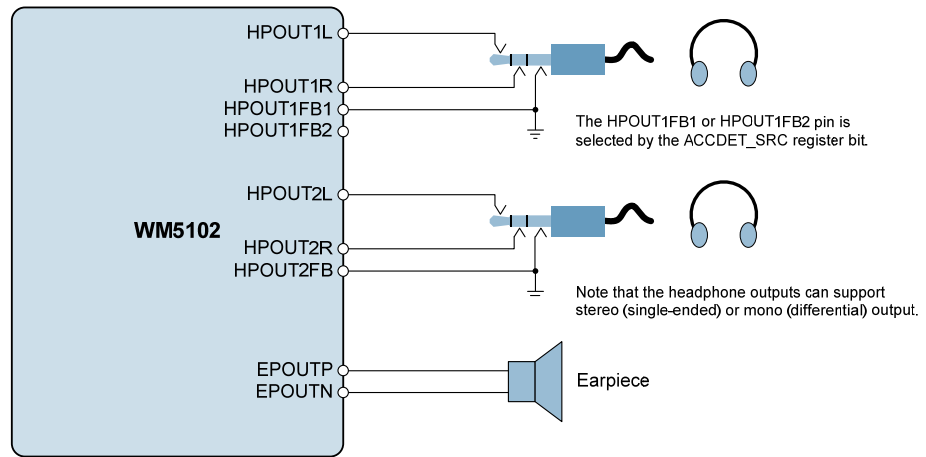 HPOUT1L
HPOUT1R
HPOUT1FB1
HPOUT1FB2
The HPOUT1FB1 or HPOUT1FB2 pin is
selected by the ACCDET_SRC register bit.
HPOUT2L
WM5102
HPOUT2R
HPOUT2FB
Note that the headphone outputs can support
stereo (single-ended) or mono (differential) output.
EPOUTP
EPOUTN
Earpiece